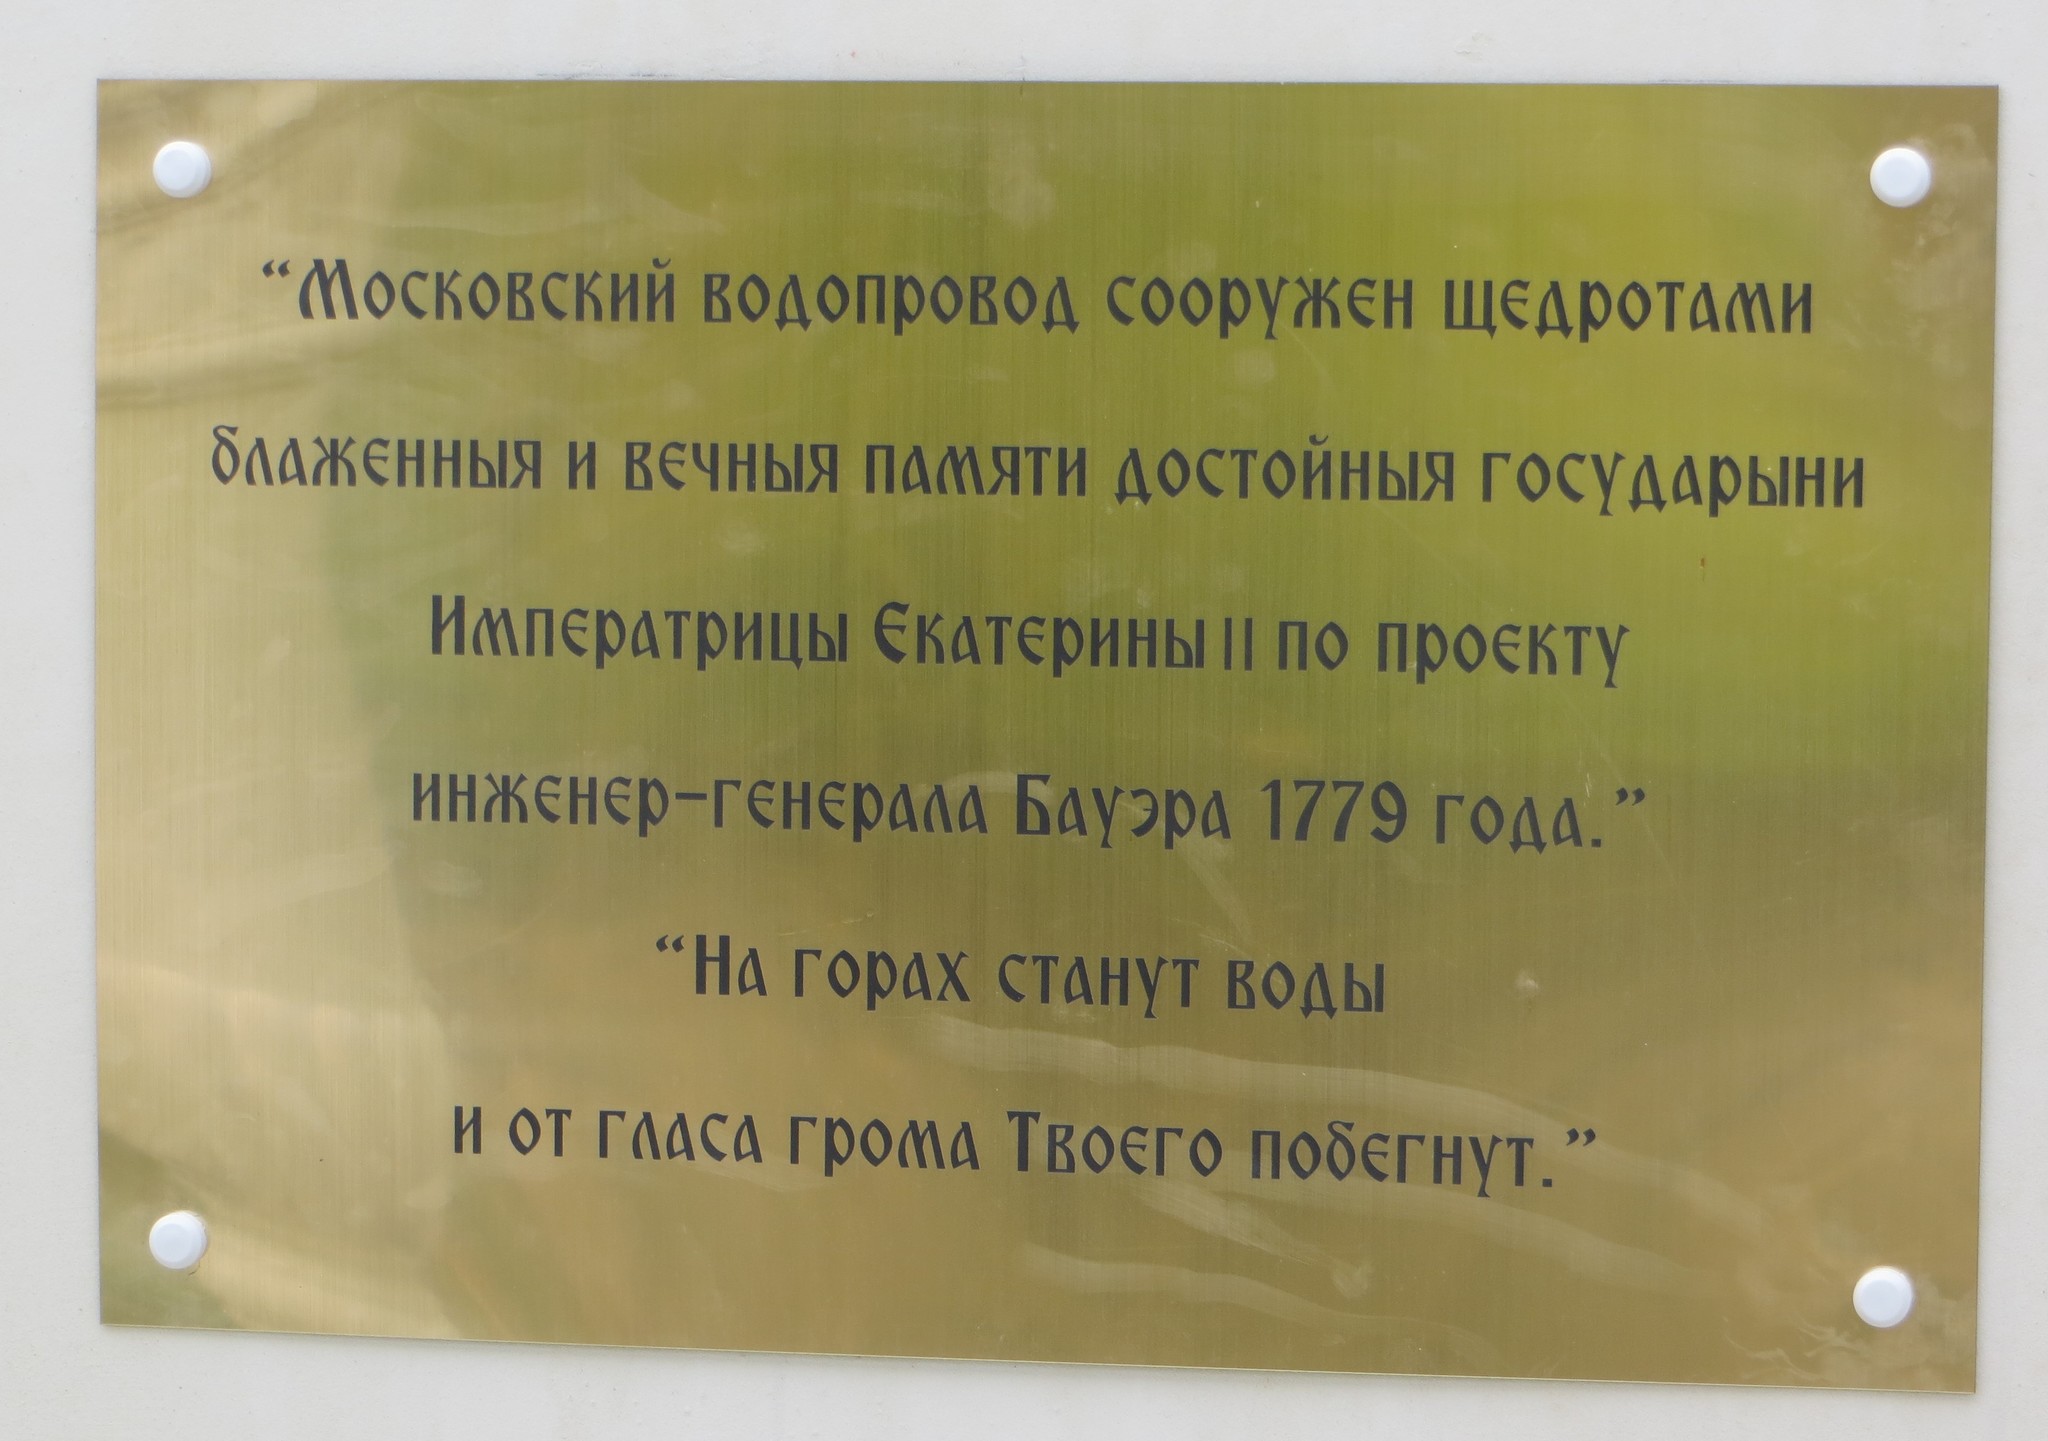 “Московский водопровод сооружен щедротами
блаженныя и вечныя памяти достойныя государыни
Императрицы Екатерины II по проекту
инженер-генерала Бауэра 1779 года.”
“На горах станут воды
и от гласа грома Твоего побегнут.”